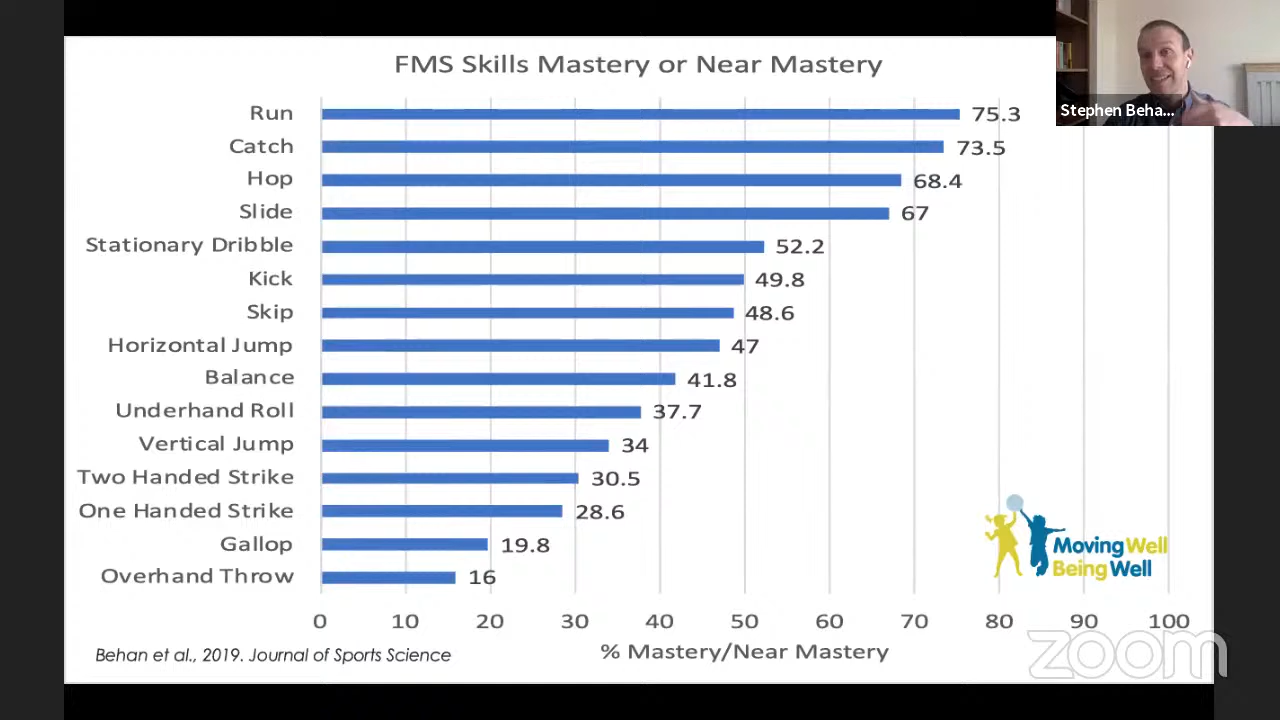 FMS Skills Mastery or Near Mastery
Stephen Beha...
Run 75.3
Catch 73.5
Hop 68.4
Slide 67
Stationary Dribble 52.2
Kick 49.8
Skip 48.6
Horizontal Jump 47
Balance 41.8
Underhand Roll 37.7
Vertical Jump 34
Two Handed Strike 30.5
One Handed Strike 28.6
Gallop 19.8
Overhand Throw 16
MovingWell
BeingWell
0 10 20 30 40 50 60 70 80 90 100
% Mastery/Near Mastery
Behan et al., 2019. Journal of Sports Science
zoom